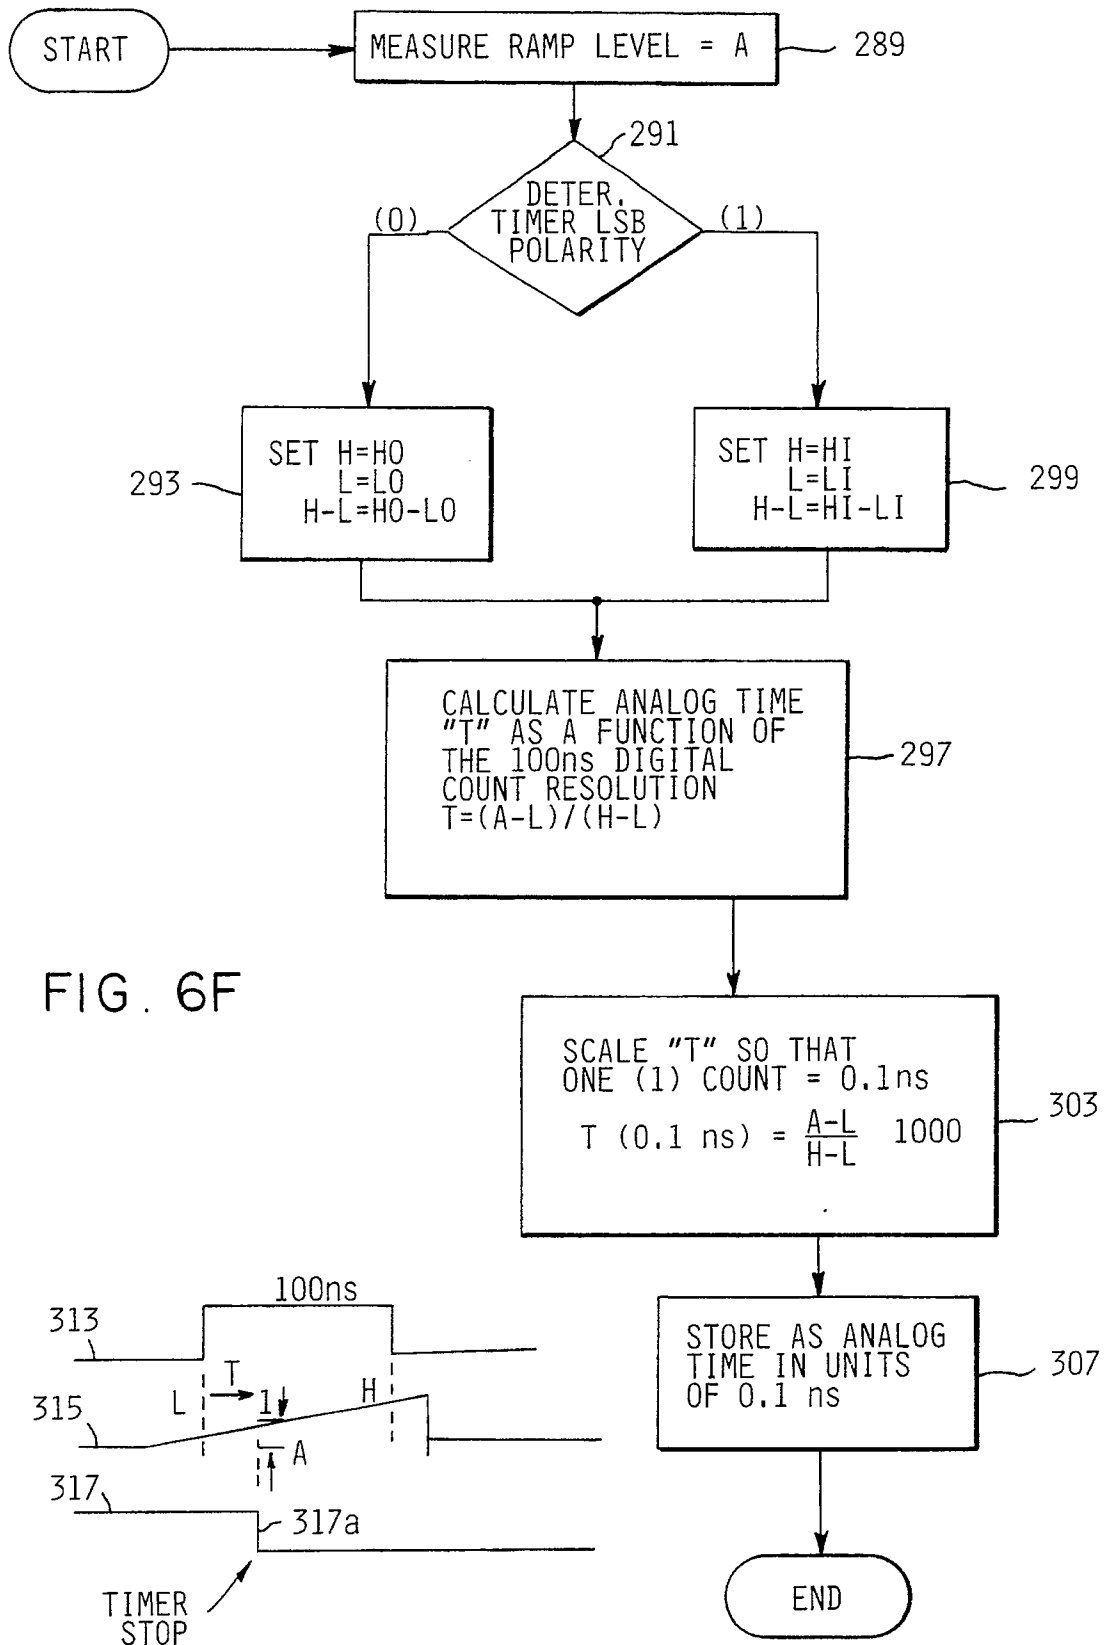 START
MEASURE RAMP LEVEL = A
289
291
DETER.
TIMER LSB
POLARITY
(0)
(1)
SET H=HO
L=LO
H-L=HO-LO
293
SET H=HI
L=LI
H-L=HI-LI
299
CALCULATE ANALOG TIME
"T" AS A FUNCTION OF
THE 100ns DIGITAL
COUNT RESOLUTION
T=(A-L)/(H-L)
297
FIG. 6F
SCALE "T" SO THAT
ONE (1) COUNT = 0.1ns
T (0.1 ns) = A-L/H-L 1000
303
STORE AS ANALOG
TIME IN UNITS
OF 0.1 ns
307
END
100ns
313
T
L
1
H
315
A
317
317a
TIMER
STOP